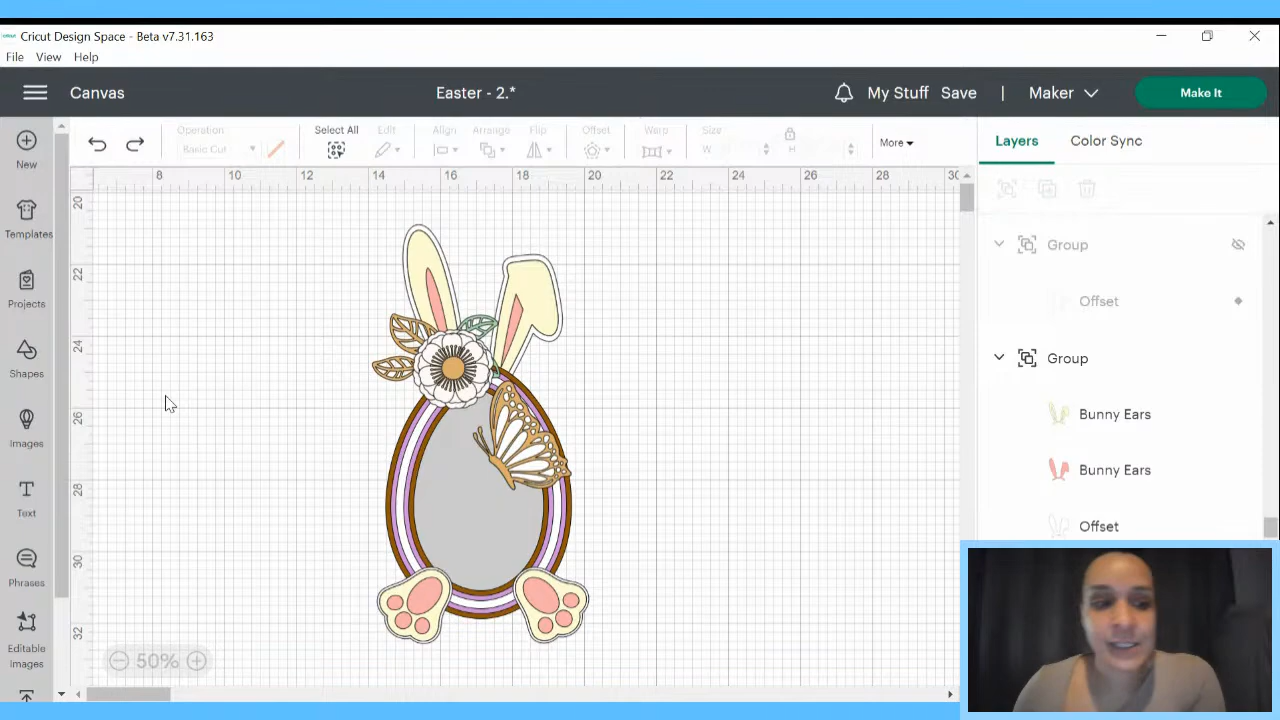 Cricut Design Space - Beta v7.31.163
File View Help
Canvas Easter - 2.* My Stuff Save | Maker Make It
New
Templates
Projects
Shapes
Images
Text
Phrases
Editable Images
Operation
Basic Cut
Select All
Edit
Align
Arrange
Flip
Offset
Warp
Size
W
H
More
8 10 12 14 16 18 20 22 24 26 28 30
20
22
24
26
28
30
32
50%
Layers Color Sync
Group
Offset
Group
Bunny Ears
Bunny Ears
Offset